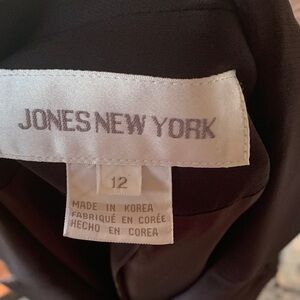 JONES NEW YORK
12
MADE IN KOREA
FABRIQUÉ EN CORÉE
HECHO EN COREA